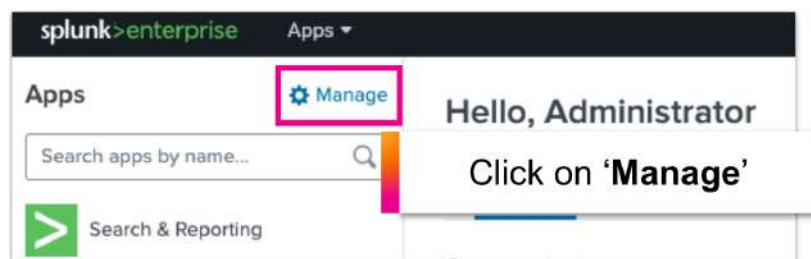 splunk>enterprise Apps
Apps Manage
Hello, Administrator
Search apps by name...
Click on ‘Manage’
Search & Reporting